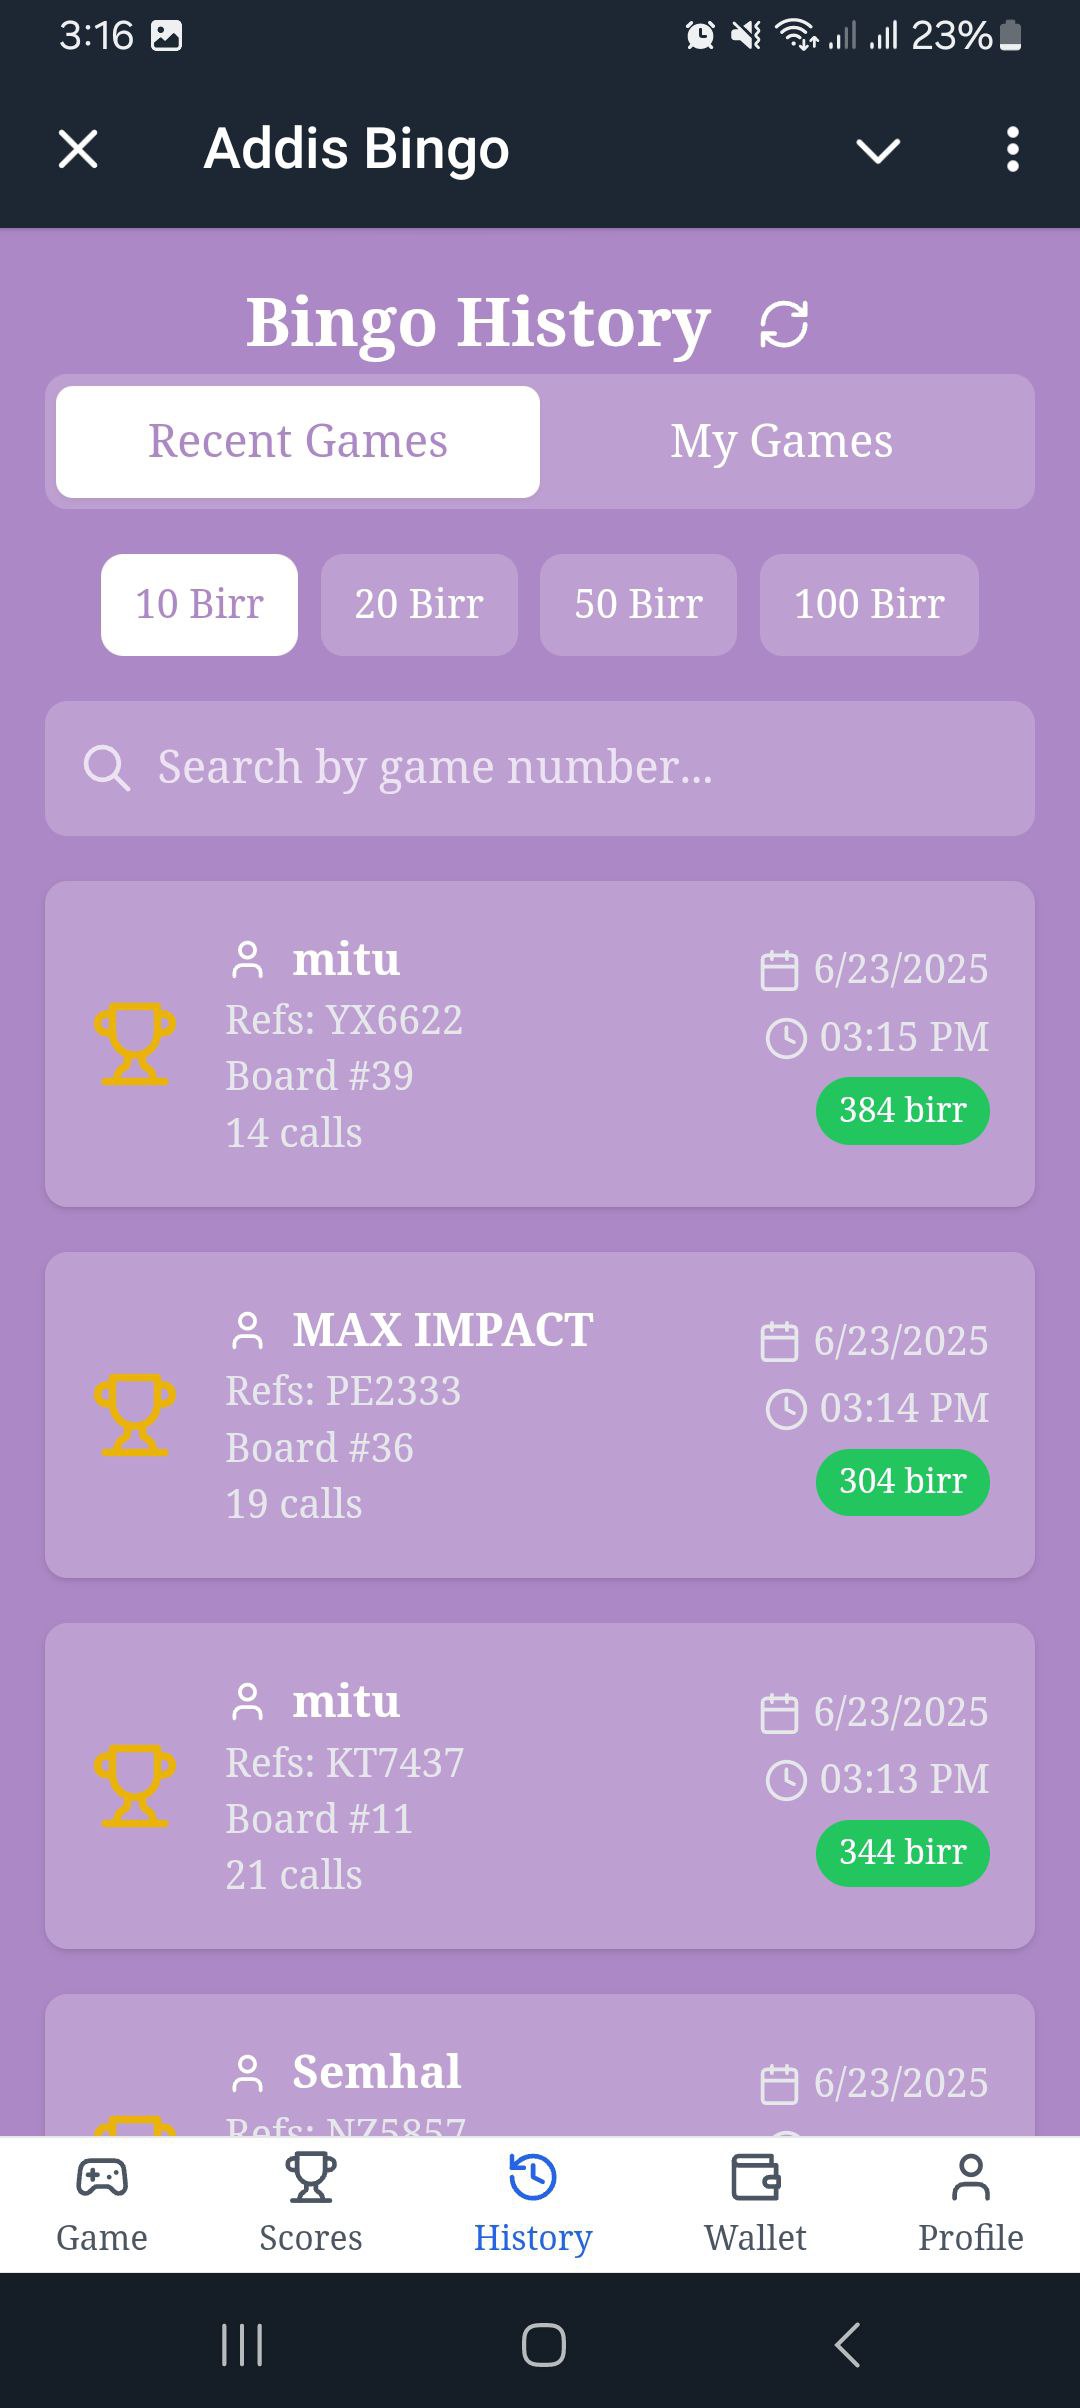 3:16 23%
Addis Bingo
Bingo History
Recent Games My Games
10 Birr 20 Birr 50 Birr 100 Birr
Search by game number...
mitu 6/23/2025
Refs: YX6622 03:15 PM
Board #39 384 birr
14 calls
MAX IMPACT 6/23/2025
Refs: PE2333 03:14 PM
Board #36 304 birr
19 calls
mitu 6/23/2025
Refs: KT7437 03:13 PM
Board #11 344 birr
21 calls
Semhal 6/23/2025
Refs: NZ5857
Game Scores History Wallet Profile